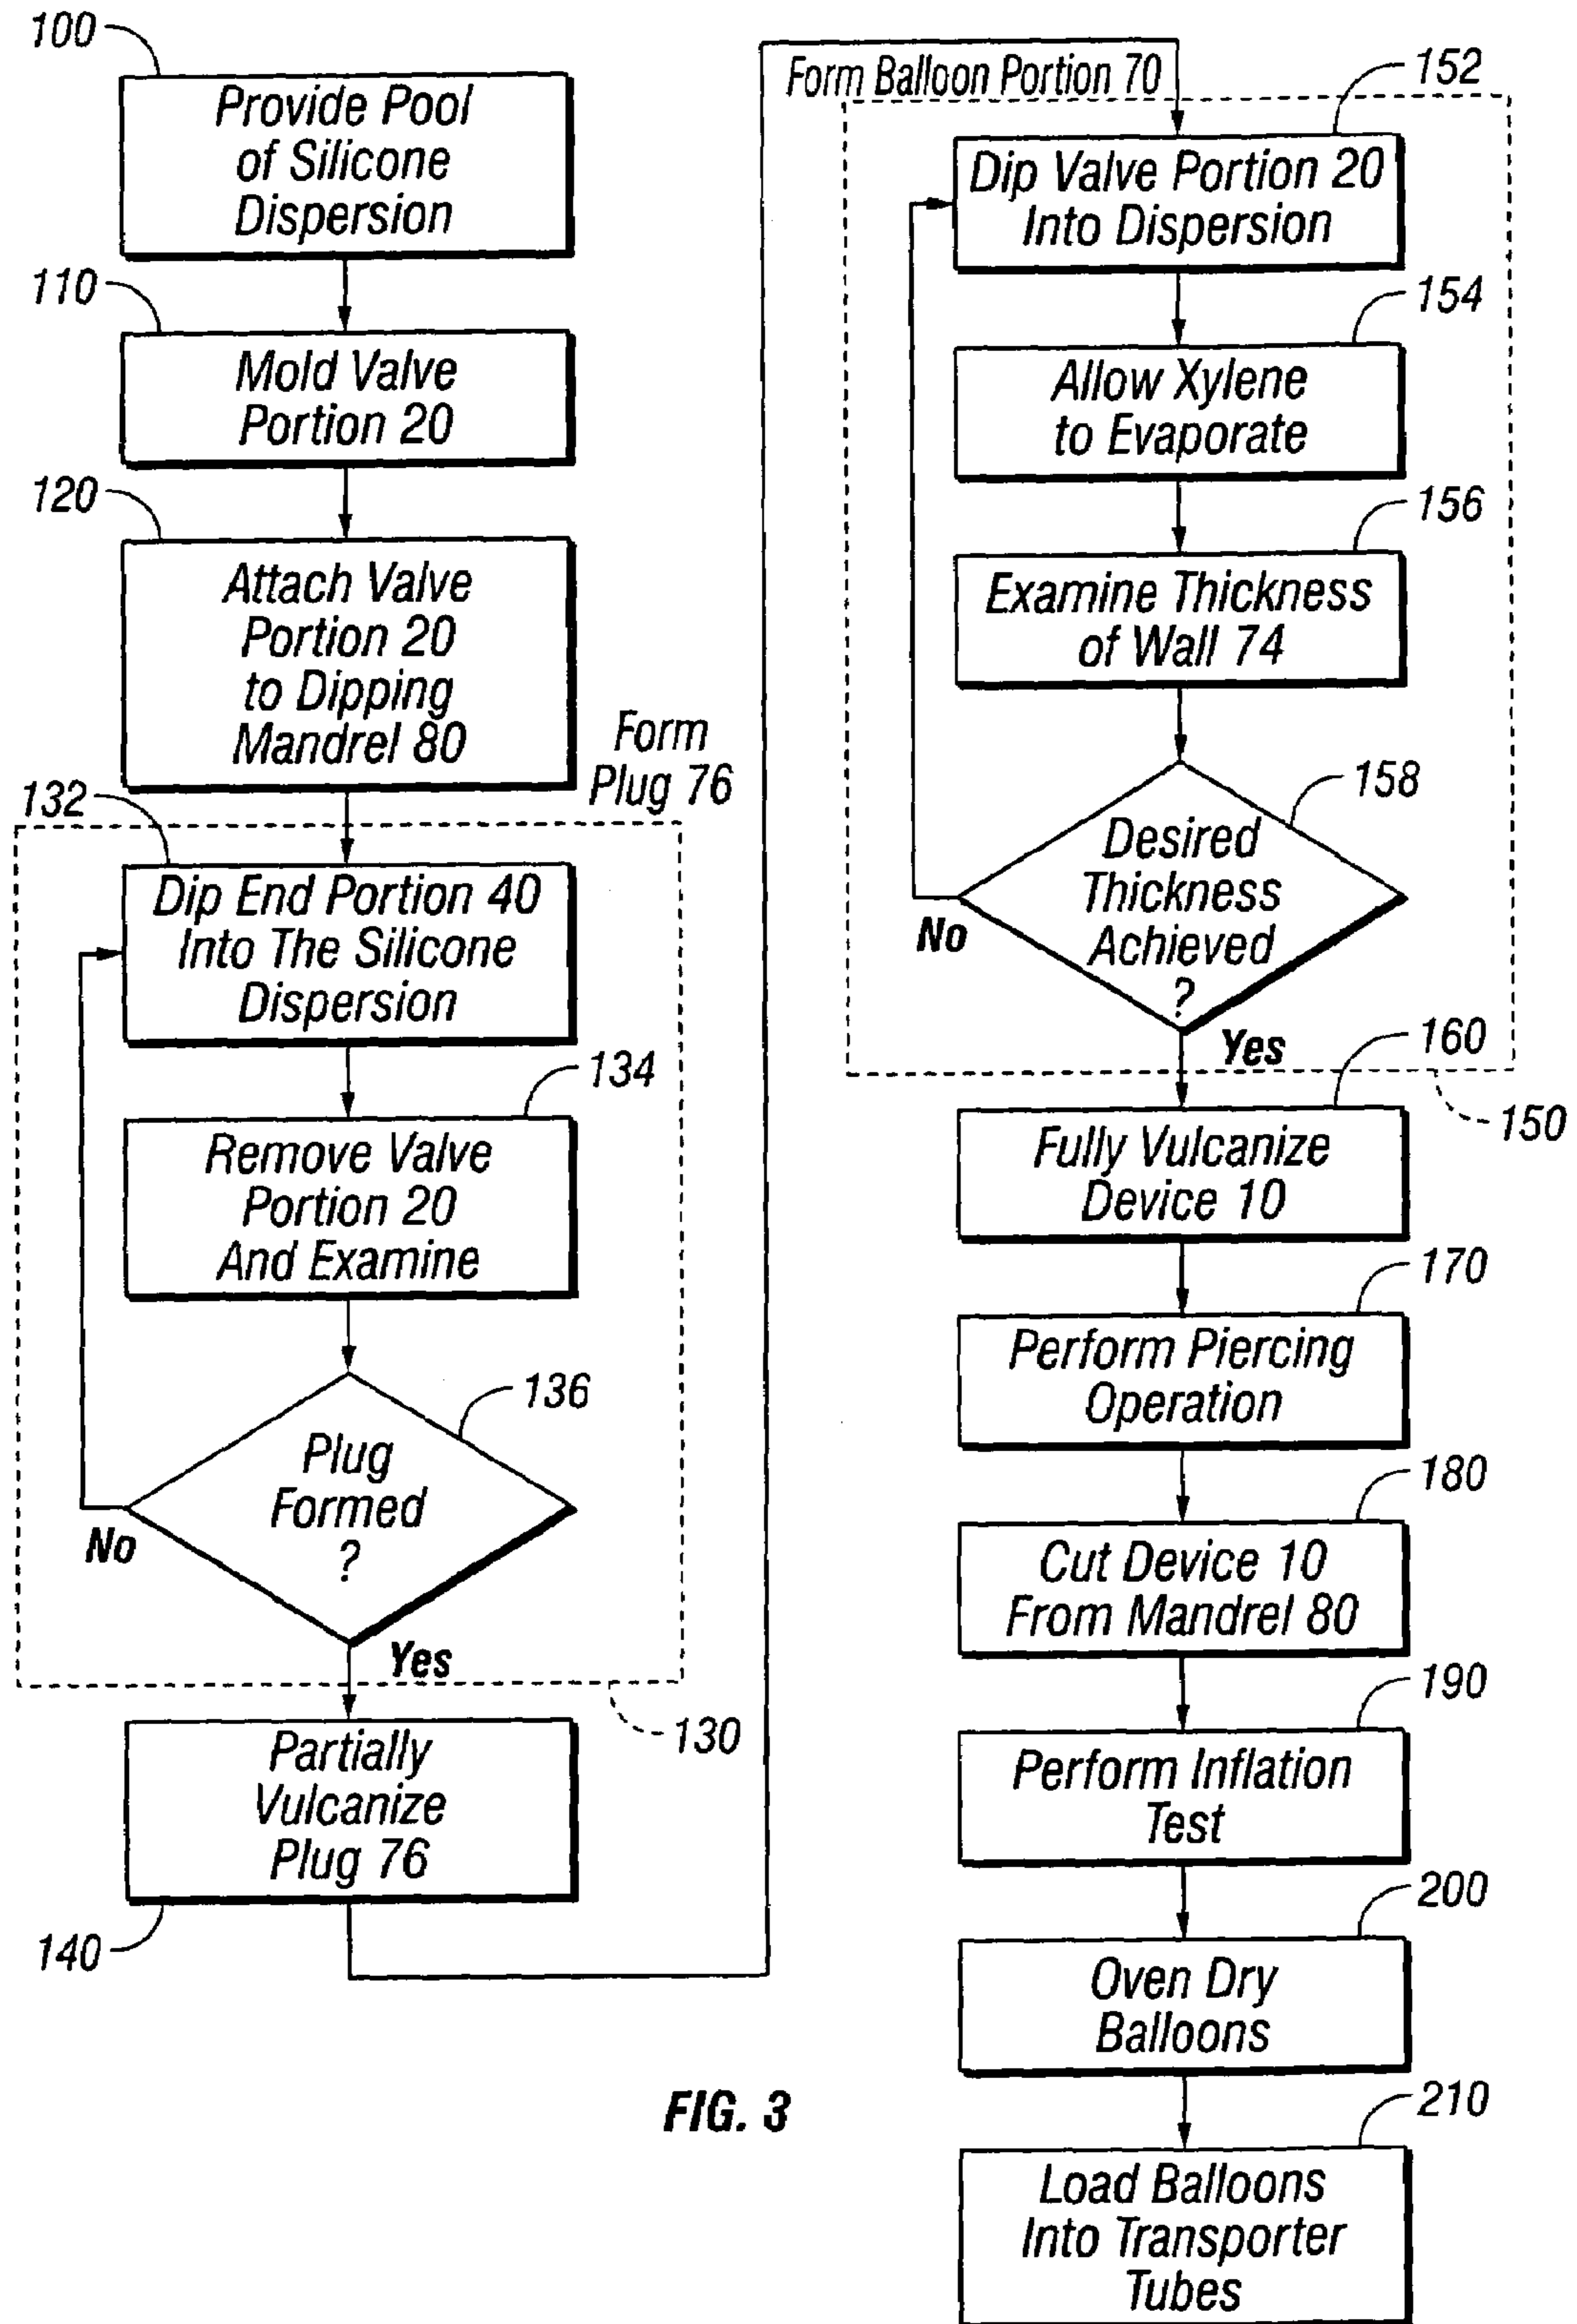 100
Provide Pool
of Silicone
Dispersion
110
Mold Valve
Portion 20
120
Attach Valve
Portion 20
to Dipping
Mandrel 80
Form
Plug 76
132
Dip End Portion 40
Into The Silicone
Dispersion
134
Remove Valve
Portion 20
And Examine
136
Plug
Formed
?
No
Yes
130
Partially
Vulcanize
Plug 76
140
Form Balloon Portion 70
152
Dip Valve Portion 20
Into Dispersion
154
Allow Xylene
to Evaporate
156
Examine Thickness
of Wall 74
158
Desired
Thickness
Achieved
?
No
Yes
150
160
Fully Vulcanize
Device 10
170
Perform Piercing
Operation
180
Cut Device 10
From Mandrel 80
190
Perform Inflation
Test
200
Oven Dry
Balloons
210
Load Balloons
Into Transporter
Tubes
FIG. 3